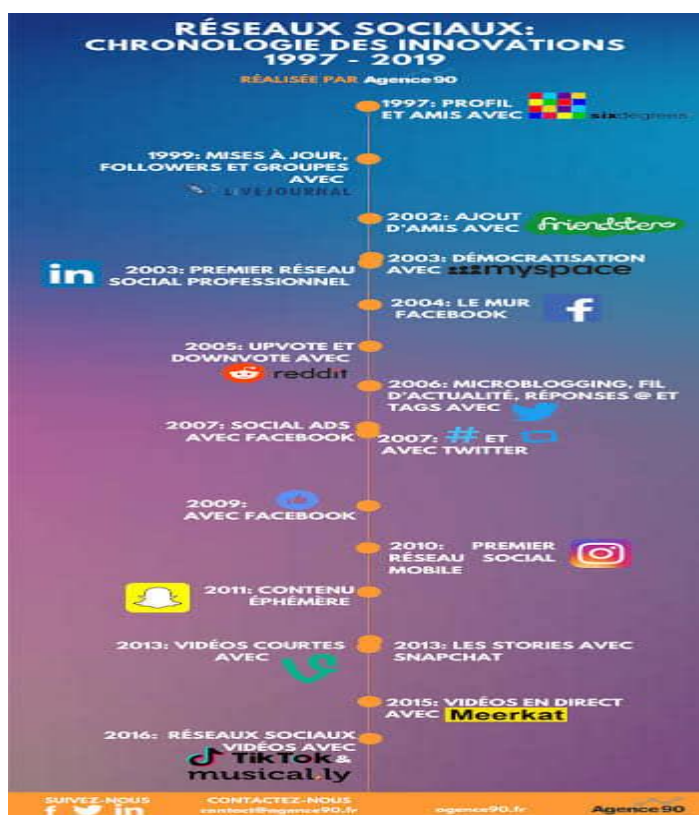 RÉSEAUX SOCIAUX:
CHRONOLOGIE DES INNOVATIONS
1997 - 2019
RÉALISÉE PAR Agence90
1997: PROFIL
ET AMIS AVEC sixdegrees
1999: MISES À JOUR,
FOLLOWERS ET GROUPES
AVEC
LIVEJOURNAL
2002: AJOUT
D'AMIS AVEC friendster
2003: DÉMOCRATISATION
AVEC myspace
in 2003: PREMIER RÉSEAU
SOCIAL PROFESSIONNEL
2004: LE MUR
FACEBOOK f
2005: UPVOTE ET
DOWNVOTE AVEC
reddit
2006: MICROBLOGGING, FIL
D'ACTUALITÉ, RÉPONSES @ ET
TAGS AVEC
2007: SOCIAL ADS
AVEC FACEBOOK
2007: # ET
AVEC TWITTER
2009:
AVEC FACEBOOK
2010: PREMIER
RÉSEAU SOCIAL
MOBILE
2011: CONTENU
ÉPHÉMÈRE
2013: VIDÉOS COURTES
AVEC
2013: LES STORIES AVEC
SNAPCHAT
2015: VIDÉOS EN DIRECT
AVEC Meerkat
2016: RÉSEAUX SOCIAUX
VIDÉOS AVEC
TikTok &
musical.ly
SUIVEZ-NOUS
f in
CONTACTEZ-NOUS
contact@agence90.fr
agence90.fr
Agence90